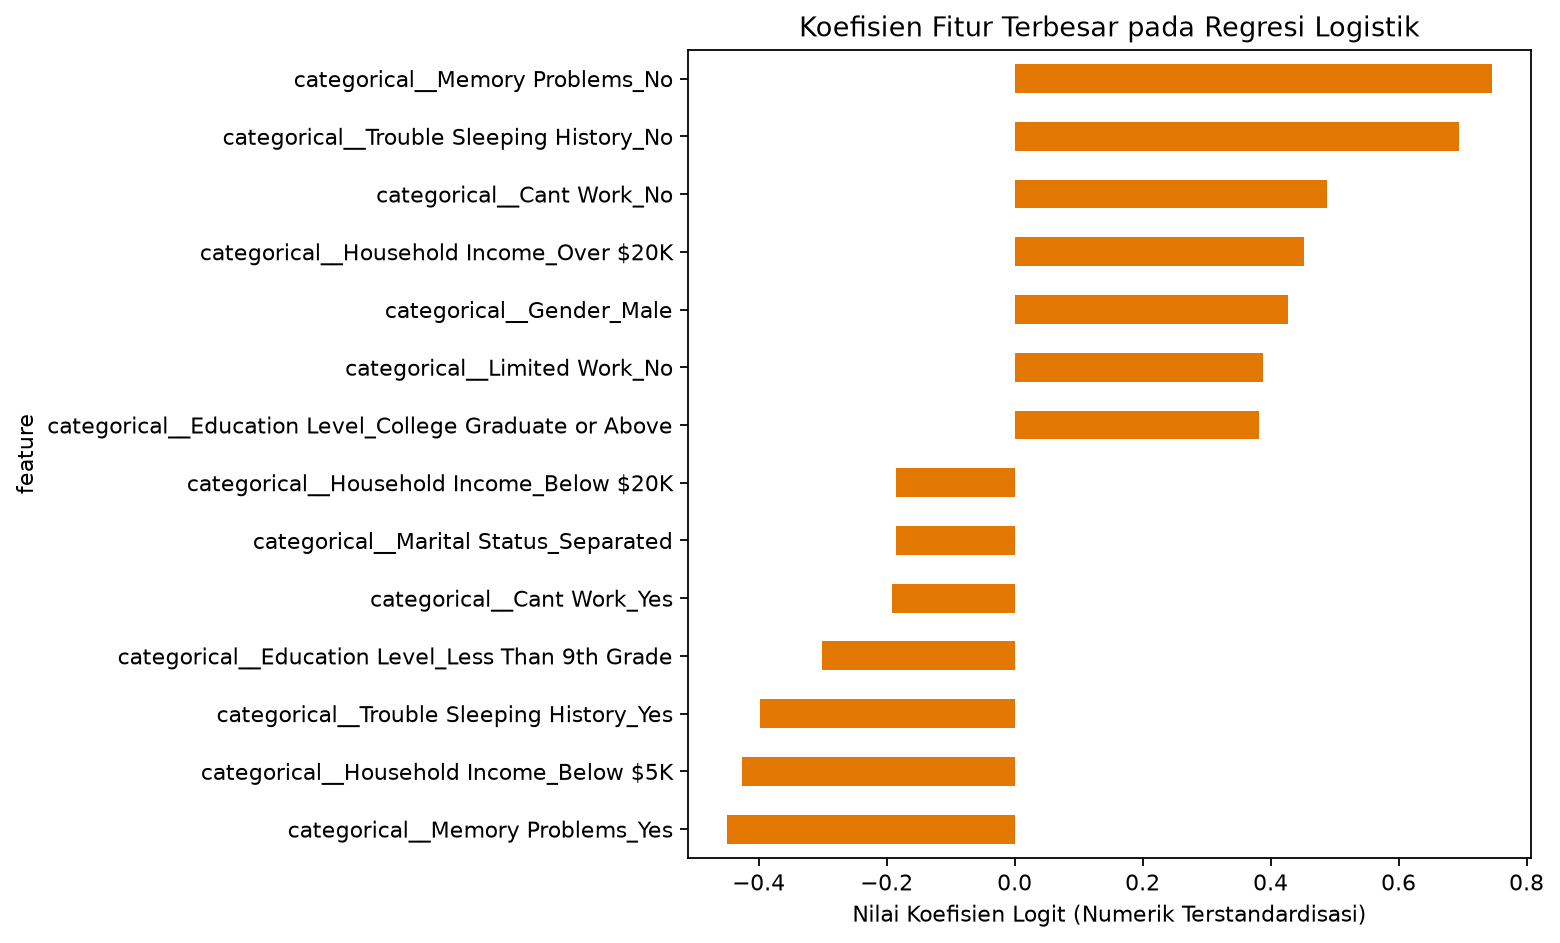 Koefisien Fitur Terbesar pada Regresi Logistik
categorical__Memory Problems_No
categorical__Trouble Sleeping History_No
categorical__Cant Work_No
categorical__Household Income_Over $20K
categorical__Gender_Male
categorical__Limited Work_No
categorical__Education Level_College Graduate or Above
categorical__Household Income_Below $20K
categorical__Marital Status_Separated
categorical__Cant Work_Yes
categorical__Education Level_Less Than 9th Grade
categorical__Trouble Sleeping History_Yes
categorical__Household Income_Below $5K
categorical__Memory Problems_Yes
feature
−0.4 −0.2 0.0 0.2 0.4 0.6 0.8
Nilai Koefisien Logit (Numerik Terstandardisasi)